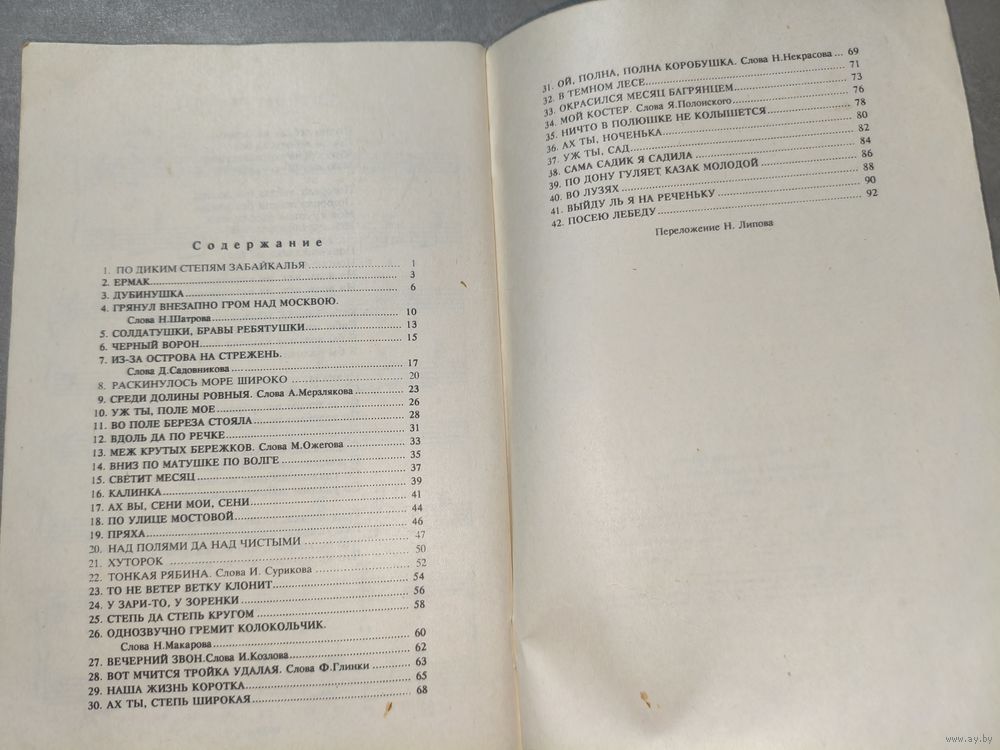 Содержание
1. ПО ДИКИМ СТЕПЯМ ЗАБАЙКАЛЬЯ ..... 1
2. ЕРМАК ..... 3
3. ДУБИНУШКА ..... 6
4. ГРЯНУЛ ВНЕЗАПНО ГРОМ НАД МОСКВОЮ.
Слова Н.Шатрова ..... 10
5. СОЛДАТУШКИ, БРАВЫ РЕБЯТУШКИ ..... 13
6. ЧЕРНЫЙ ВОРОН ..... 15
7. ИЗ-ЗА ОСТРОВА НА СТРЕЖЕНЬ.
Слова Д.Садовникова ..... 17
8. РАСКИНУЛОСЬ МОРЕ ШИРОКО ..... 20
9. СРЕДИ ДОЛИНЫ РОВНЫЯ. Слова А.Мерзлякова ..... 23
10. УЖ ТЫ, ПОЛЕ МОЕ ..... 26
11. ВО ПОЛЕ БЕРЕЗА СТОЯЛА ..... 28
12. ВДОЛЬ ДА ПО РЕЧКЕ ..... 31
13. МЕЖ КРУТЫХ БЕРЕЖКОВ. Слова М.Ожегова ..... 33
14. ВНИЗ ПО МАТУШКЕ ПО ВОЛГЕ ..... 35
15. СВЕТИТ МЕСЯЦ ..... 37
16. КАЛИНКА ..... 39
17. АХ ВЫ, СЕНИ МОИ, СЕНИ ..... 41
18. ПО УЛИЦЕ МОСТОВОЙ ..... 44
19. ПРЯХА ..... 46
20. НАД ПОЛЯМИ ДА НАД ЧИСТЫМИ ..... 47
21. ХУТОРОК ..... 50
22. ТОНКАЯ РЯБИНА. Слова И. Сурикова ..... 52
23. ТО НЕ ВЕТЕР ВЕТКУ КЛОНИТ ..... 54
24. У ЗАРИ-ТО, У ЗОРЕНКИ ..... 56
25. СТЕПЬ ДА СТЕПЬ КРУГОМ ..... 58
26. ОДНОЗВУЧНО ГРЕМИТ КОЛОКОЛЬЧИК.
Слова Н.Макарова ..... 60
27. ВЕЧЕРНИЙ ЗВОН.Слова И.Козлова ..... 62
28. ВОТ МЧИТСЯ ТРОЙКА УДАЛАЯ. Слова Ф.Глинки ..... 63
29. НАША ЖИЗНЬ КОРОТКА ..... 65
30. АХ ТЫ, СТЕПЬ ШИРОКАЯ ..... 68
31. ОЙ, ПОЛНА, ПОЛНА КОРОБУШКА. Слова Н.Некрасова ... 69
32. В ТЕМНОМ ЛЕСЕ ..... 71
33. ОКРАСИЛСЯ МЕСЯЦ БАГРЯНЦЕМ ..... 73
34. МОЙ КОСТЕР. Слова Я.Полонского ..... 76
35. НИЧТО В ПОЛЮШКЕ НЕ КОЛЫШЕТСЯ ..... 78
36. АХ ТЫ, НОЧЕНЬКА ..... 80
37. УЖ ТЫ, САД ..... 82
38. САМА САДИК Я САДИЛА ..... 84
39. ПО ДОНУ ГУЛЯЕТ КАЗАК МОЛОДОЙ ..... 86
40. ВО ЛУЗЯХ ..... 88
41. ВЫЙДУ ЛЬ Я НА РЕЧЕНЬКУ ..... 90
42. ПОСЕЮ ЛЕБЕДУ ..... 92
Переложение Н. Липова
www.ay.by